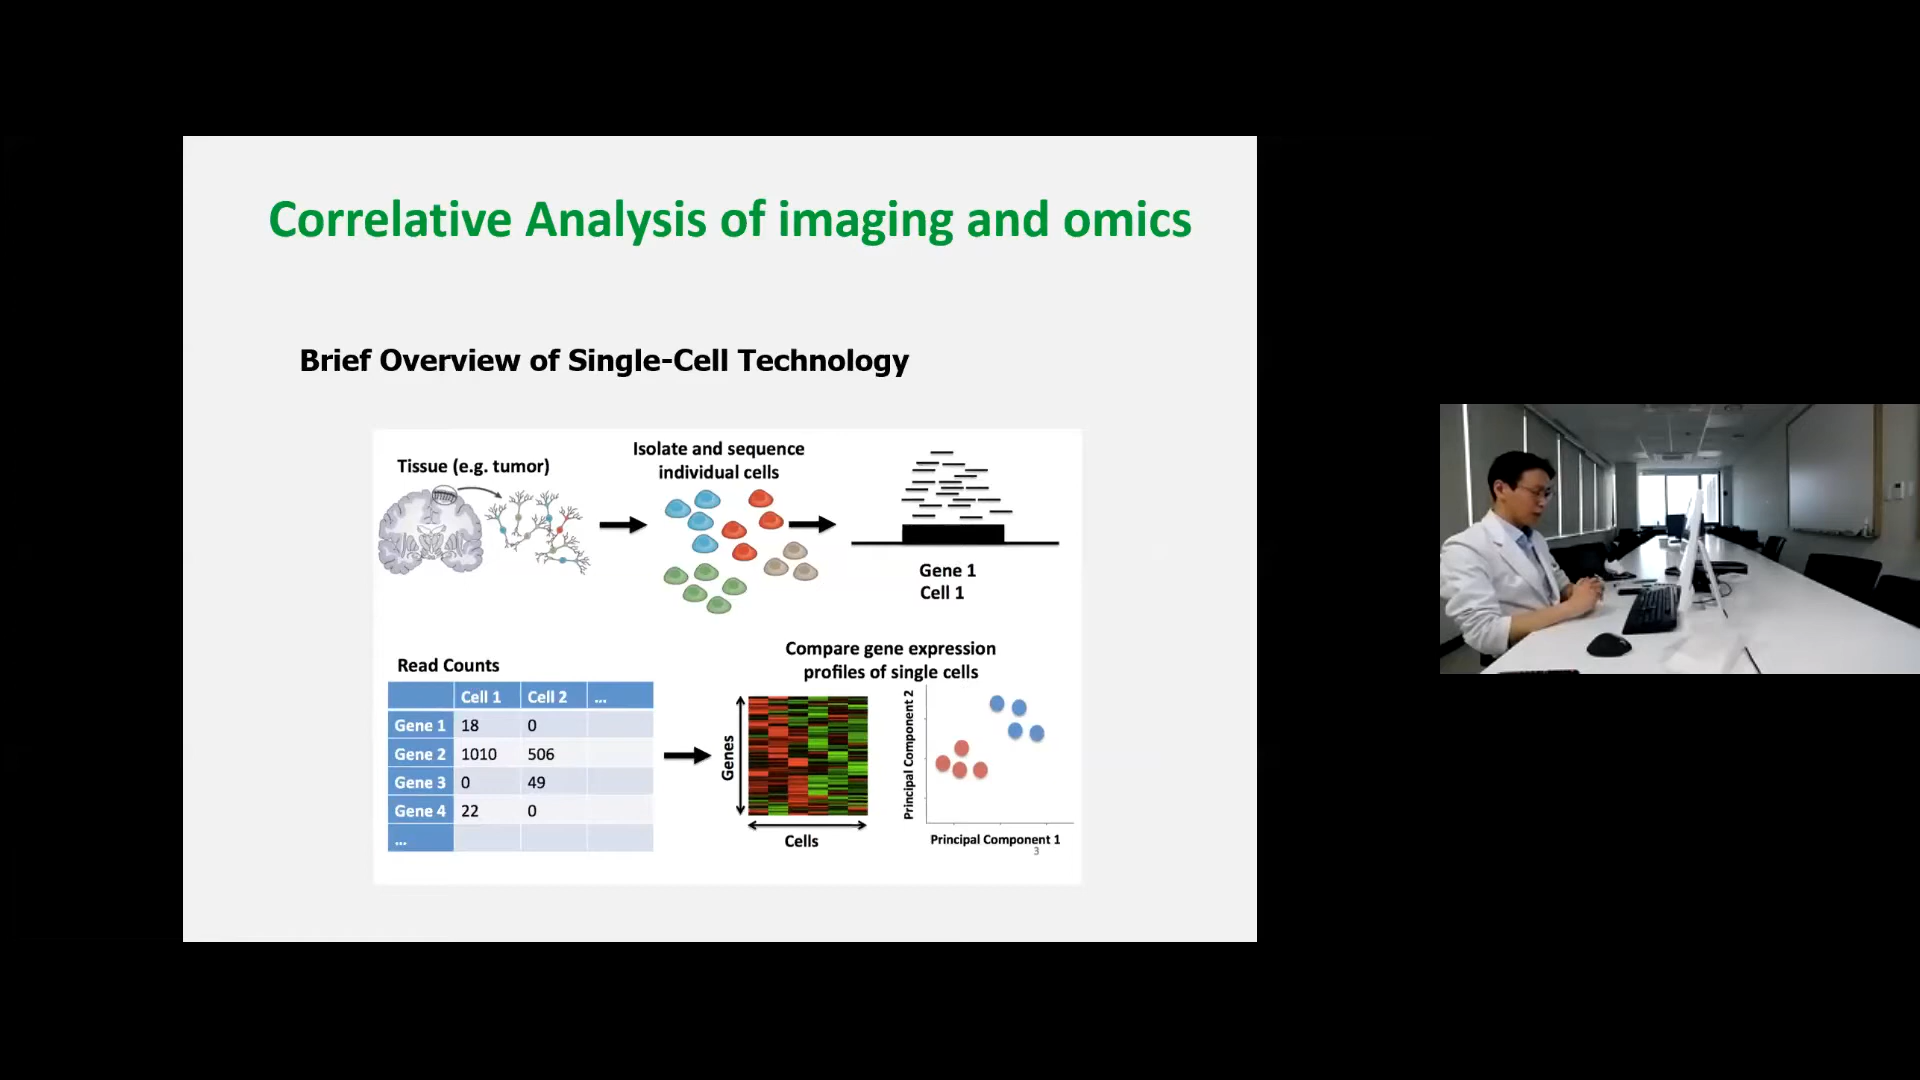 Correlative Analysis of imaging and omics
Brief Overview of Single-Cell Technology
Tissue (e.g. tumor)
Isolate and sequence
individual cells
Gene 1
Cell 1
Read Counts
Cell 1 Cell 2 ...
Gene 1 18 0
Gene 2 1010 506
Gene 3 0 49
Gene 4 22 0
...
Compare gene expression
profiles of single cells
Genes
Cells
Principal Component 2
Principal Component 1
3